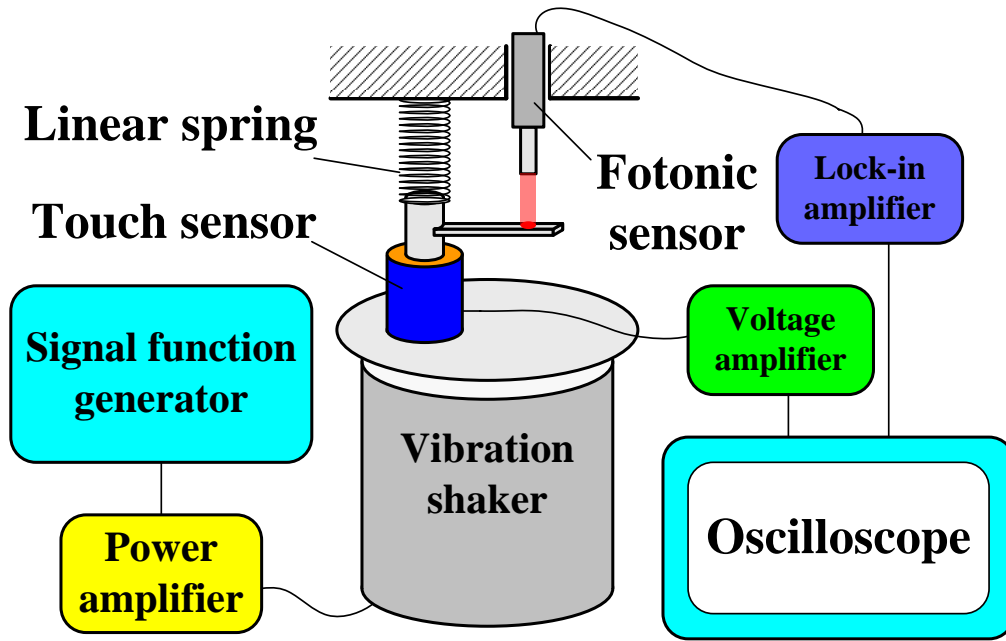 Linear spring
Touch sensor
Fotonic
sensor
Lock-in
amplifier
Signal function
generator
Voltage
amplifier
Vibration
shaker
Power
amplifier
Oscilloscope